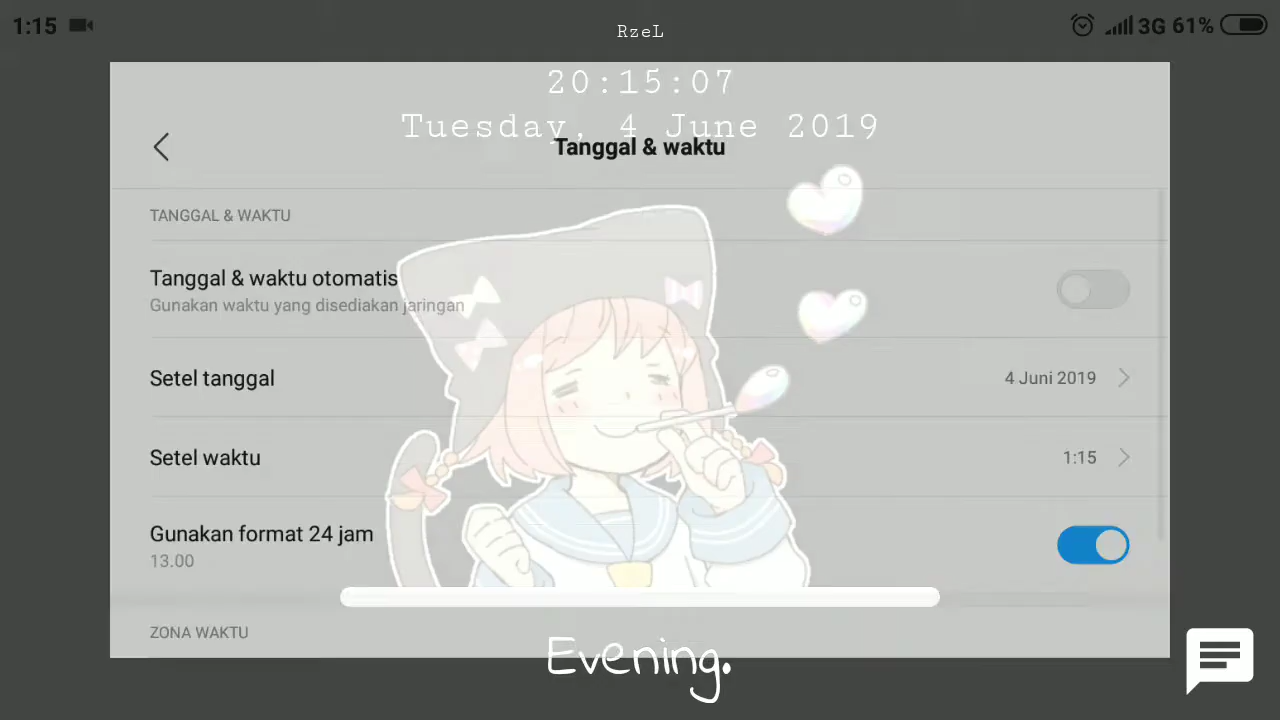 1:15
3G 61%
RzeL
20:15:07
Tuesday, 4 June 2019
Tanggal & waktu
TANGGAL & WAKTU
Tanggal & waktu otomatis
Gunakan waktu yang disediakan jaringan
Setel tanggal 4 Juni 2019
Setel waktu 1:15
Gunakan format 24 jam
13.00
ZONA WAKTU
Evening.